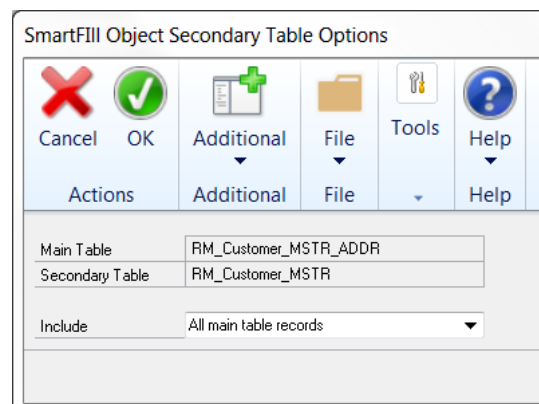 SmartFIll Object Secondary Table Options
Cancel OK Additional File Tools Help
Actions Additional File Help
Main Table RM_Customer_MSTR_ADDR
Secondary Table RM_Customer_MSTR
Include All main table records